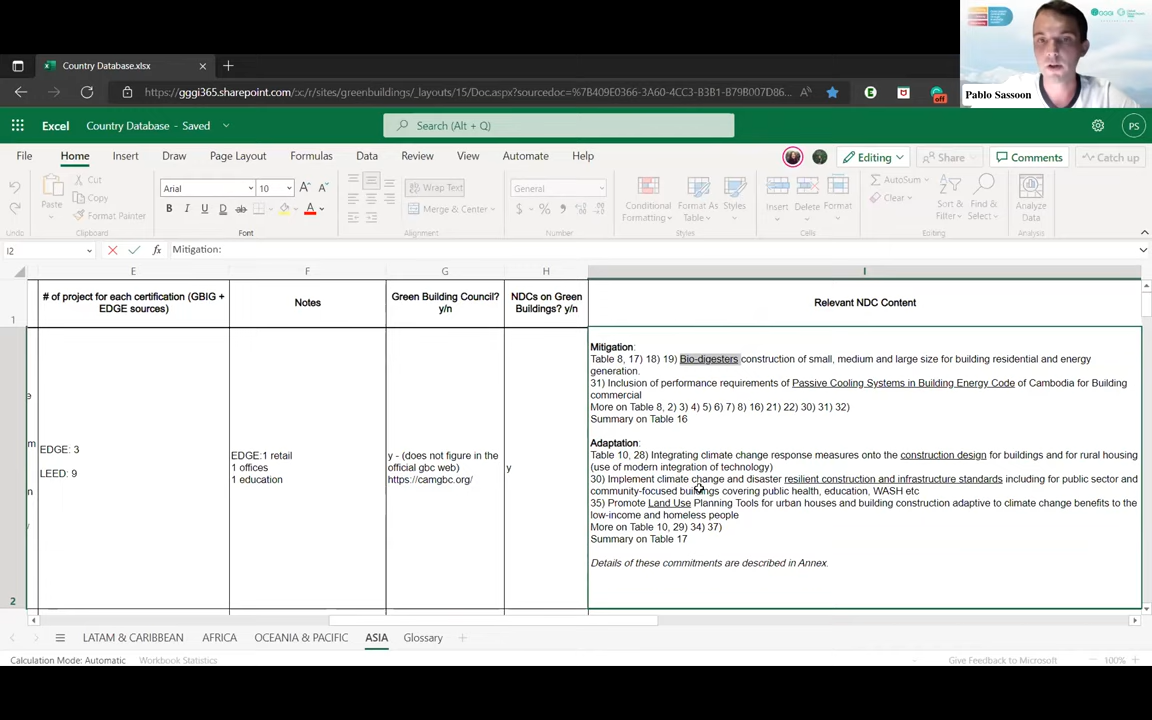 Pablo Sassoon
Country Database.xlsx
https://gggi365.sharepoint.com/:x:/r/sites/greenbuildings/_layouts/15/Doc.aspx?sourcedoc=%7B409E0366-3A60-4CC3-B3B1-B79B007D86...
off
Excel
Country Database - Saved
Search (Alt + Q)
PS
File
Home
Insert
Draw
Page Layout
Formulas
Data
Review
View
Automate
Help
Editing
Share
Comments
Catch up
Paste
Cut
Copy
Format Painter
Arial
10
Wrap Text
Merge & Center
General
Conditional
Formatting
Format As
Table
Styles
Insert
Delete
Format
AutoSum
Clear
Sort &
Filter
Find &
Select
Analyze
Data
Undo
Clipboard
Font
Alignment
Number
Styles
Cells
Editing
Analysis
I2
fx
Mitigation:
E
F
G
H
I
1
# of project for each certification (GBIG +
EDGE sources)
Notes
Green Building Council?
y/n
NDCs on Green
Buildings? y/n
Relevant NDC Content
2
e
m
n
EDGE: 3
LEED: 9
EDGE:1 retail
1 offices
1 education
y - (does not figure in the
official gbc web)
https://camgbc.org/
y
Mitigation:
Table 8, 17) 18) 19) Bio-digesters construction of small, medium and large size for building residential and energy
generation.
31) Inclusion of performance requirements of Passive Cooling Systems in Building Energy Code of Cambodia for Building
commercial
More on Table 8, 2) 3) 4) 5) 6) 7) 8) 16) 21) 22) 30) 31) 32)
Summary on Table 16
Adaptation:
Table 10, 28) Integrating climate change response measures onto the construction design for buildings and for rural housing
(use of modern integration of technology)
30) Implement climate change and disaster resilient construction and infrastructure standards including for public sector and
community-focused buildings covering public health, education, WASH etc
35) Promote Land Use Planning Tools for urban houses and building construction adaptive to climate change benefits to the
low-income and homeless people
More on Table 10, 29) 34) 37)
Summary on Table 17
Details of these commitments are described in Annex.
LATAM & CARIBBEAN
AFRICA
OCEANIA & PACIFIC
ASIA
Glossary
Calculation Mode: Automatic
Workbook Statistics
Give Feedback to Microsoft
100%